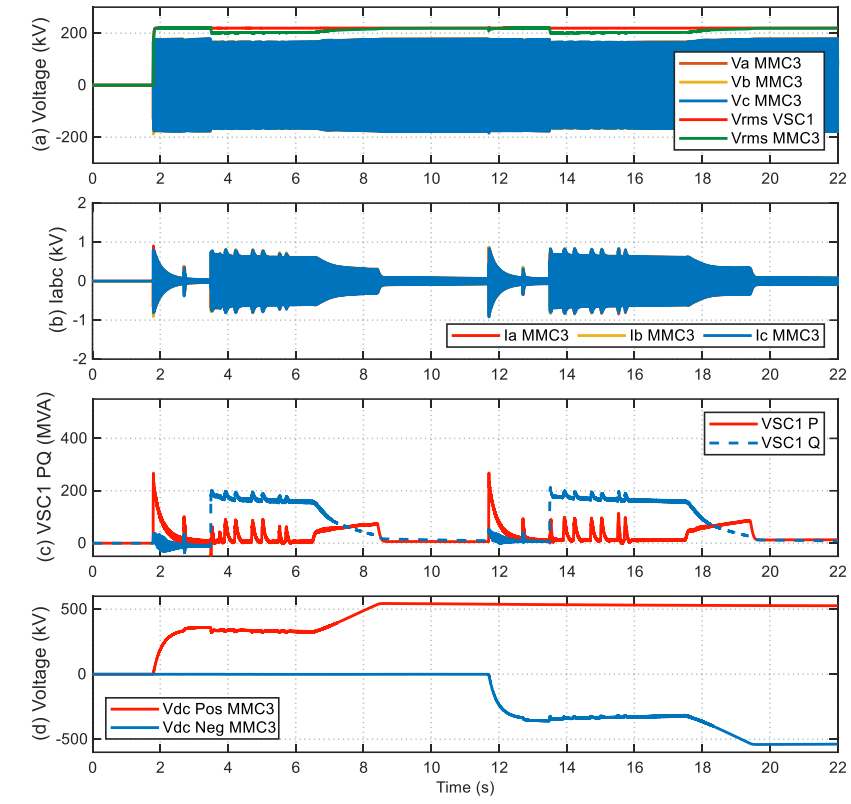 (a) Voltage (kV)
200
0
-200
Va MMC3
Vb MMC3
Vc MMC3
Vrms VSC1
Vrms MMC3
0 2 4 6 8 10 12 14 16 18 20 22
(b) Iabc (kV)
2
1
0
-1
-2
Ia MMC3 Ib MMC3 Ic MMC3
0 2 4 6 8 10 12 14 16 18 20 22
(c) VSC1 PQ (MVA)
400
200
0
VSC1 P
VSC1 Q
0 2 4 6 8 10 12 14 16 18 20 22
(d) Voltage (kV)
500
0
-500
Vdc Pos MMC3
Vdc Neg MMC3
0 2 4 6 8 10 12 14 16 18 20 22
Time (s)